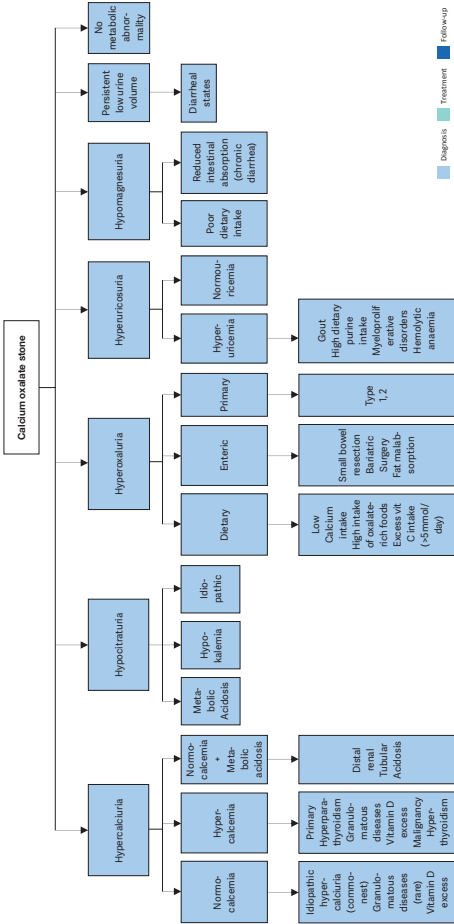 Calcium oxalate stone
Hypercalciuria
Hypocitraturia
Hyperoxaluria
Hyperuricosuria
Hypomagnesuria
Persistent
low urine
volume
No
metabolic
abnor-
mality
Normo-
calcemia
Hyper-
calcemia
Normo-
calcemia
+
Meta-
bolic
acidosis
Meta-
bolic
Acidosis
Hypo-
kalemia
Idio-
pathic
Dietary
Enteric
Primary
Hyper-
uricemia
Normou-
ricemia
Poor
dietary
intake
Reduced
intestinal
absorption
(chronic
diarrhea)
Diarrheal
states
Idiopathic
hyper-
calciuria
(commo-
nest)
Granulo-
matous
diseases
(rare)
Vitamin D
excess
Primary
Hyperpara-
thyroidism
Granulo-
matous
diseases
Vitamin D
excess
Malignancy
Hyper-
thyroidism
Distal
renal
Tubular
Acidosis
Low
Calcium
intake
High intake
of oxalate-
rich foods
Excess vit
C intake
(>5mmol/
day)
Small bowel
resection
Bariatric
Surgery
Fat malab-
sorption
Type
1, 2
Gout
High dietary
purine
intake
Myeloprolif
erative
disorders
Hemolytic
anaemia
Diagnosis
Treatment
Follow-up